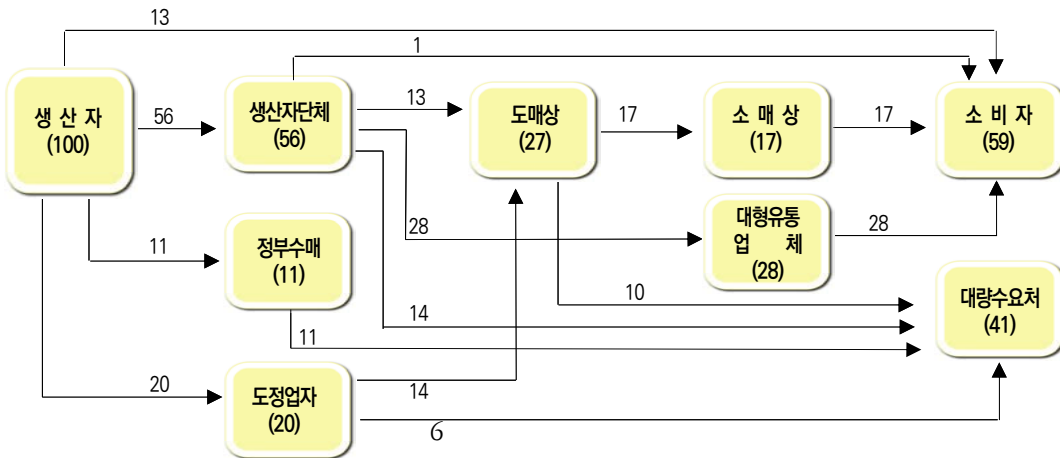 13
1
생 산 자
(100)
56
생산자단체
(56)
13
도매상
(27)
17
소 매 상
(17)
17
소 비 자
(59)
11
정부수매
(11)
28
대형유통
업 체
(28)
28
10
14
11
대량수요처
(41)
20
도정업자
(20)
14
6